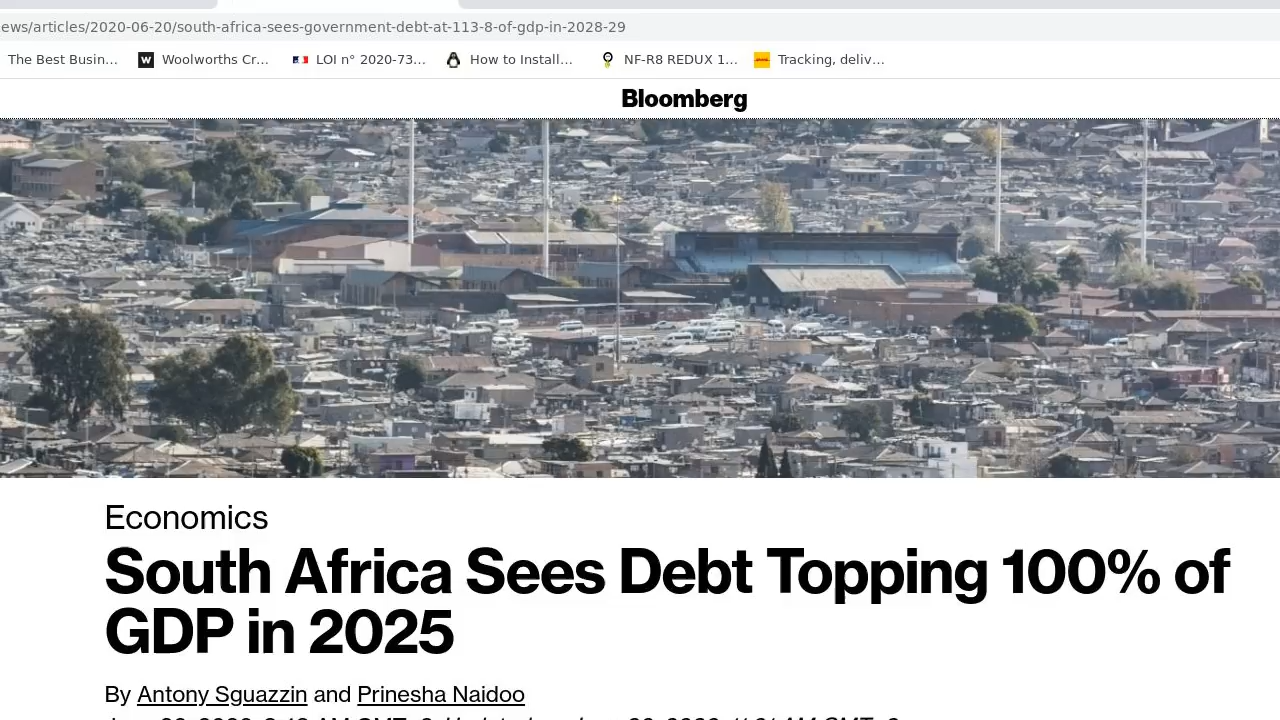 ews/articles/2020-06-20/south-africa-sees-government-debt-at-113-8-of-gdp-in-2028-29
The Best Busin... Woolworths Cr... LOI n° 2020-73... How to Install... NF-R8 REDUX 1... Tracking, deliv...
Bloomberg
Economics
South Africa Sees Debt Topping 100% of
GDP in 2025
By Antony Sguazzin and Prinesha Naidoo